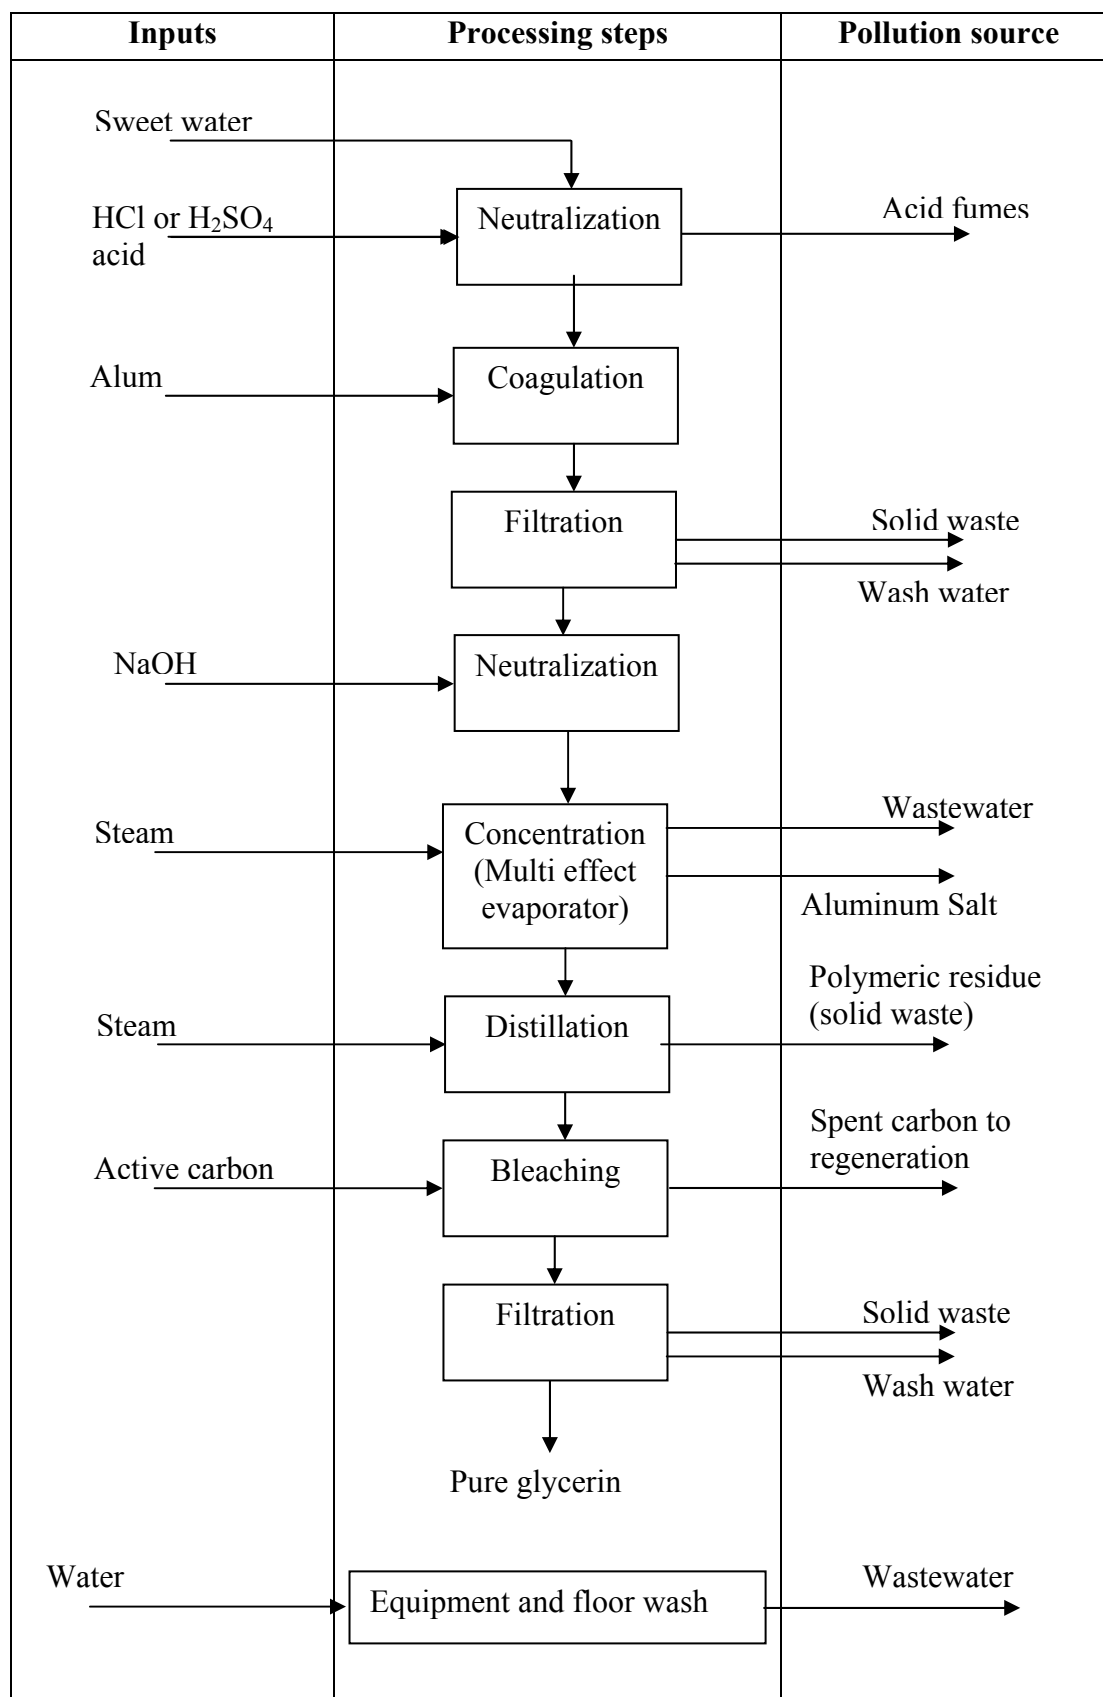 Inputs
Processing steps
Pollution source
Sweet water
HCl or H₂SO₄
acid
Neutralization
Acid fumes
Alum
Coagulation
Filtration
Solid waste
Wash water
NaOH
Neutralization
Steam
Concentration
(Multi effect
evaporator)
Wastewater
Aluminum Salt
Steam
Distillation
Polymeric residue
(solid waste)
Active carbon
Bleaching
Spent carbon to
regeneration
Filtration
Solid waste
Wash water
Pure glycerin
Water
Equipment and floor wash
Wastewater